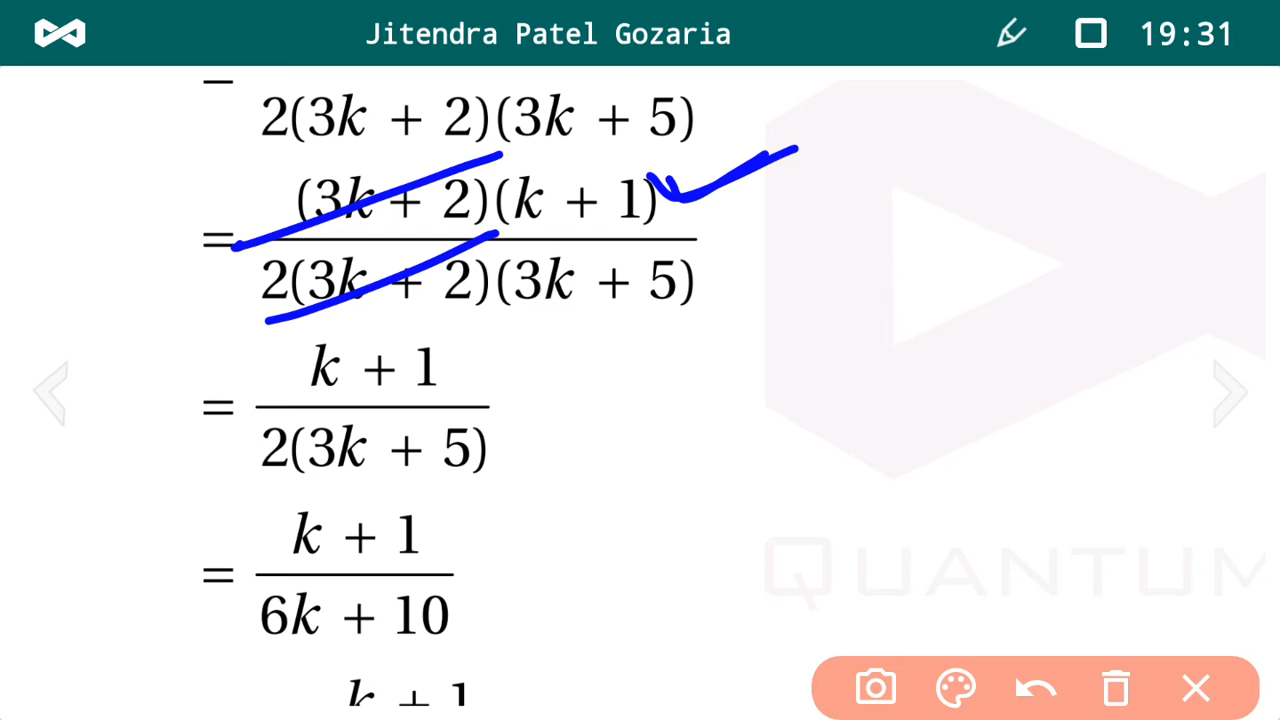 Jitendra Patel Gozaria 19:31
2(3k + 2)(3k + 5)
= (3k + 2)(k + 1) / 2(3k + 2)(3k + 5)
= k + 1 / 2(3k + 5)
= k + 1 / 6k + 10
k + 1
QUANTUM